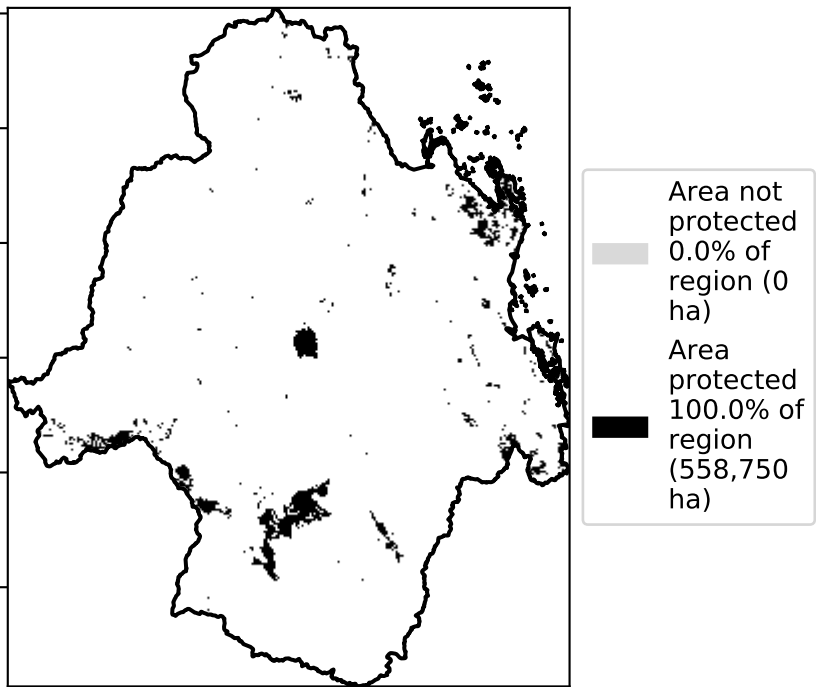 Area not
protected
0.0% of
region (0
ha)
Area
protected
100.0% of
region
(558,750
ha)